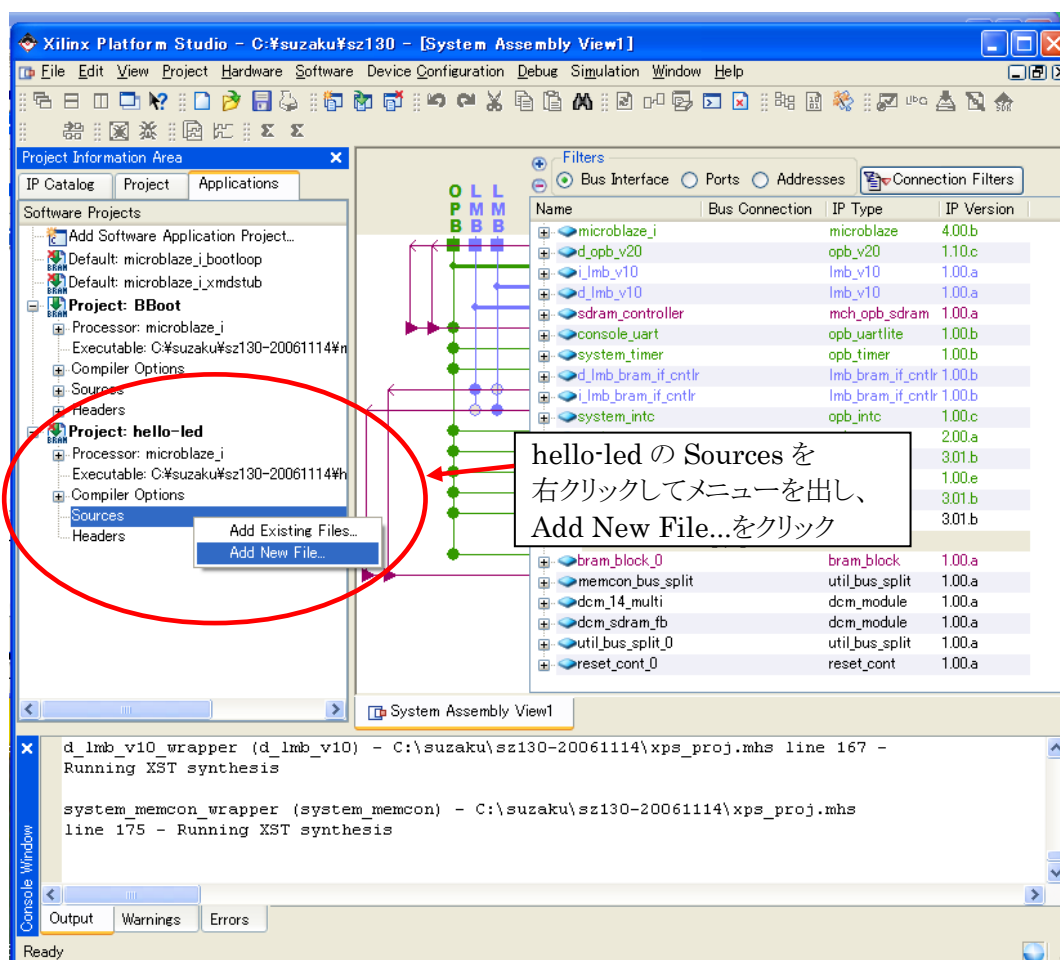 Xilinx Platform Studio - C:¥suzaku¥sz130 - [System Assembly View1]
File Edit View Project Hardware Software Device Configuration Debug Simulation Window Help
Project Information Area
IP Catalog Project Applications
Software Projects
Add Software Application Project...
Default: microblaze_i_bootloop
Default: microblaze_i_xmdstub
Project: BBoot
Processor: microblaze_i
Executable: C:¥suzaku¥sz130-20061114¥m
Compiler Options
Sources
Headers
Project: hello-led
Processor: microblaze_i
Executable: C:¥suzaku¥sz130-20061114¥h
Compiler Options
Sources
Headers
Add Existing Files...
Add New File...
OPB LMB LMB
Filters
Bus Interface Ports Addresses Connection Filters
Name Bus Connection IP Type IP Version
microblaze_i microblaze 4.00.b
d_opb_v20 opb_v20 1.10.c
i_lmb_v10 lmb_v10 1.00.a
d_lmb_v10 lmb_v10 1.00.a
sdram_controller mch_opb_sdram 1.00.a
console_uart opb_uartlite 1.00.b
system_timer opb_timer 1.00.b
d_lmb_bram_if_cntlr lmb_bram_if_cntlr 1.00.b
i_lmb_bram_if_cntlr lmb_bram_if_cntlr 1.00.b
system_intc opb_intc 1.00.c
2.00.a
3.01.b
1.00.e
3.01.b
3.01.b
hello-led の Sources を
右クリックしてメニューを出し、
Add New File...をクリック
bram_block_0 bram_block 1.00.a
memcon_bus_split util_bus_split 1.00.a
dcm_14_multi dcm_module 1.00.a
dcm_sdram_fb dcm_module 1.00.a
util_bus_split_0 util_bus_split 1.00.a
reset_cont_0 reset_cont 1.00.a
System Assembly View1
d_lmb_v10_wrapper (d_lmb_v10) - C:\suzaku\sz130-20061114\xps_proj.mhs line 167 -
Running XST synthesis
system_memcon_wrapper (system_memcon) - C:\suzaku\sz130-20061114\xps_proj.mhs
line 175 - Running XST synthesis
Console Window
Output Warnings Errors
Ready